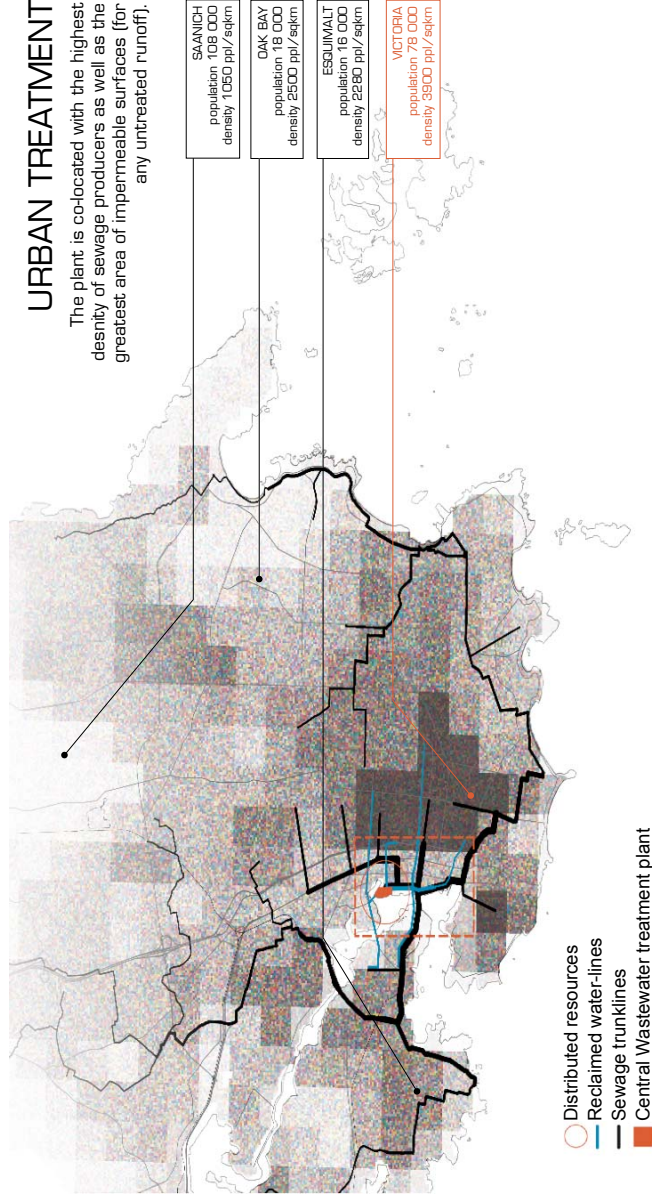 URBAN TREATMENT
The plant is co-located with the highest
desnity of sewage producers as well as the
greatest area of impermeable surfaces (for
any untreated runoff).
SAANICH
population 108 000
density 1050 ppl/sqkm
OAK BAY
population 18 000
density 2500 ppl/sqkm
ESQUIMALT
population 16 000
density 2280 ppl/sqkm
VICTORIA
population 78 000
density 3900 ppl/sqkm
Distributed resources
Reclaimed water-lines
Sewage trunklines
Central Wastewater treatment plant